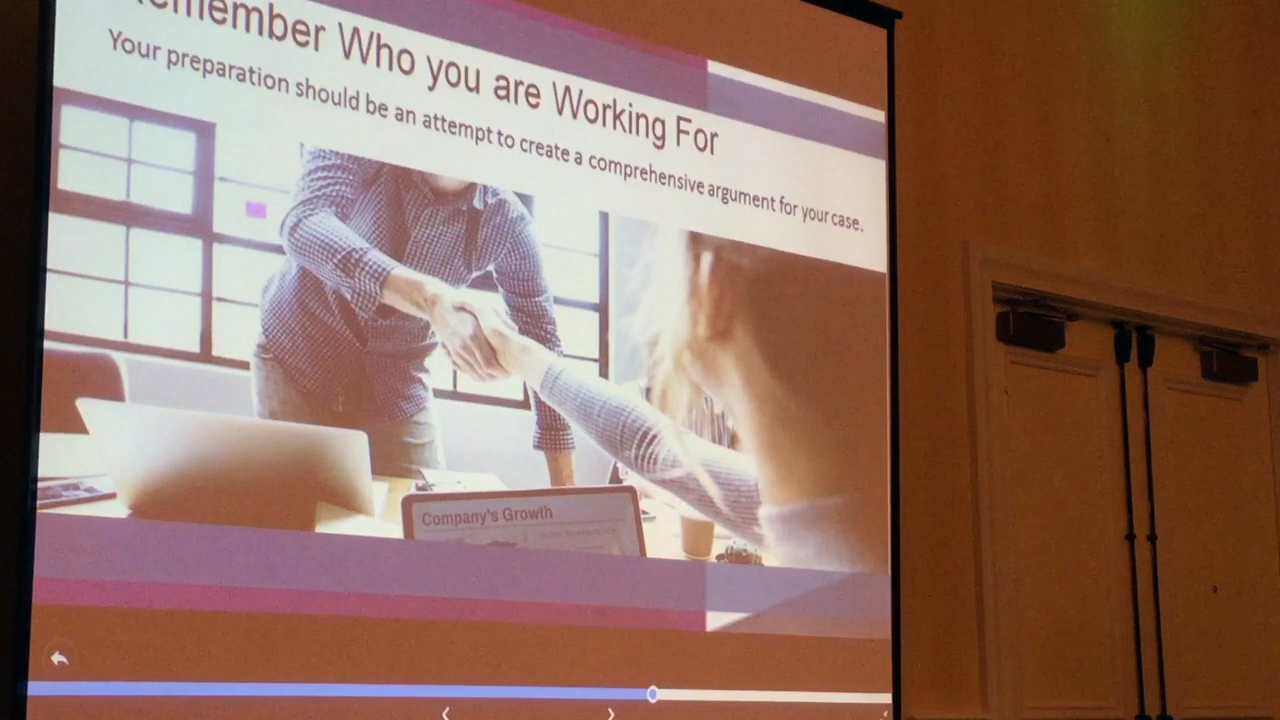 Remember Who you are Working For
Your preparation should be an attempt to create a comprehensive argument for your case.
Company's Growth